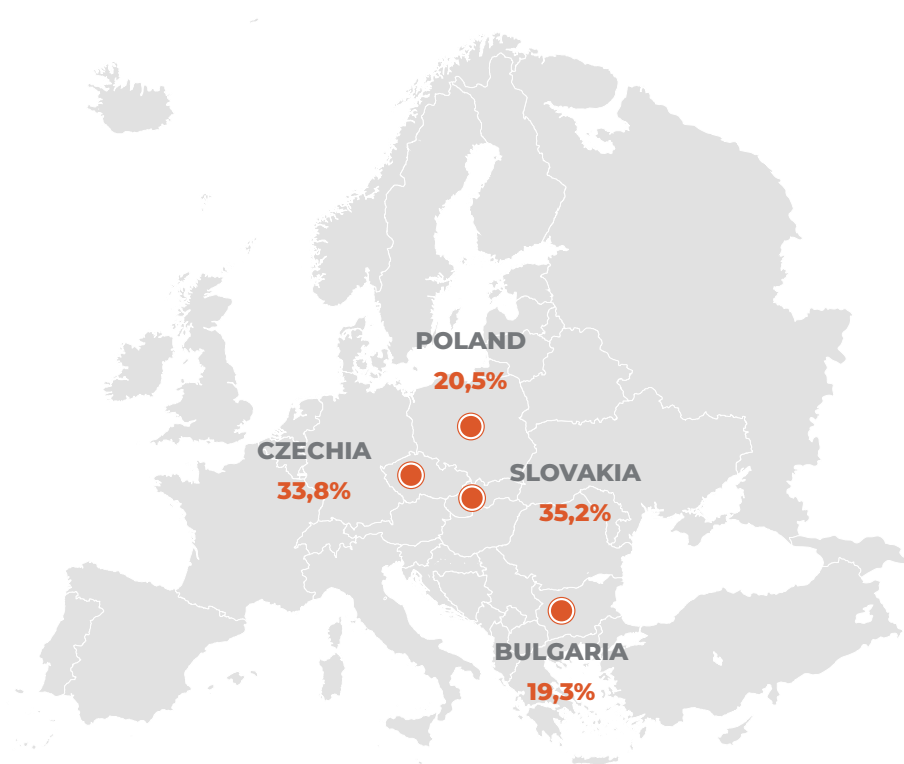 POLAND
20,5%
CZECHIA
33,8%
SLOVAKIA
35,2%
BULGARIA
19,3%